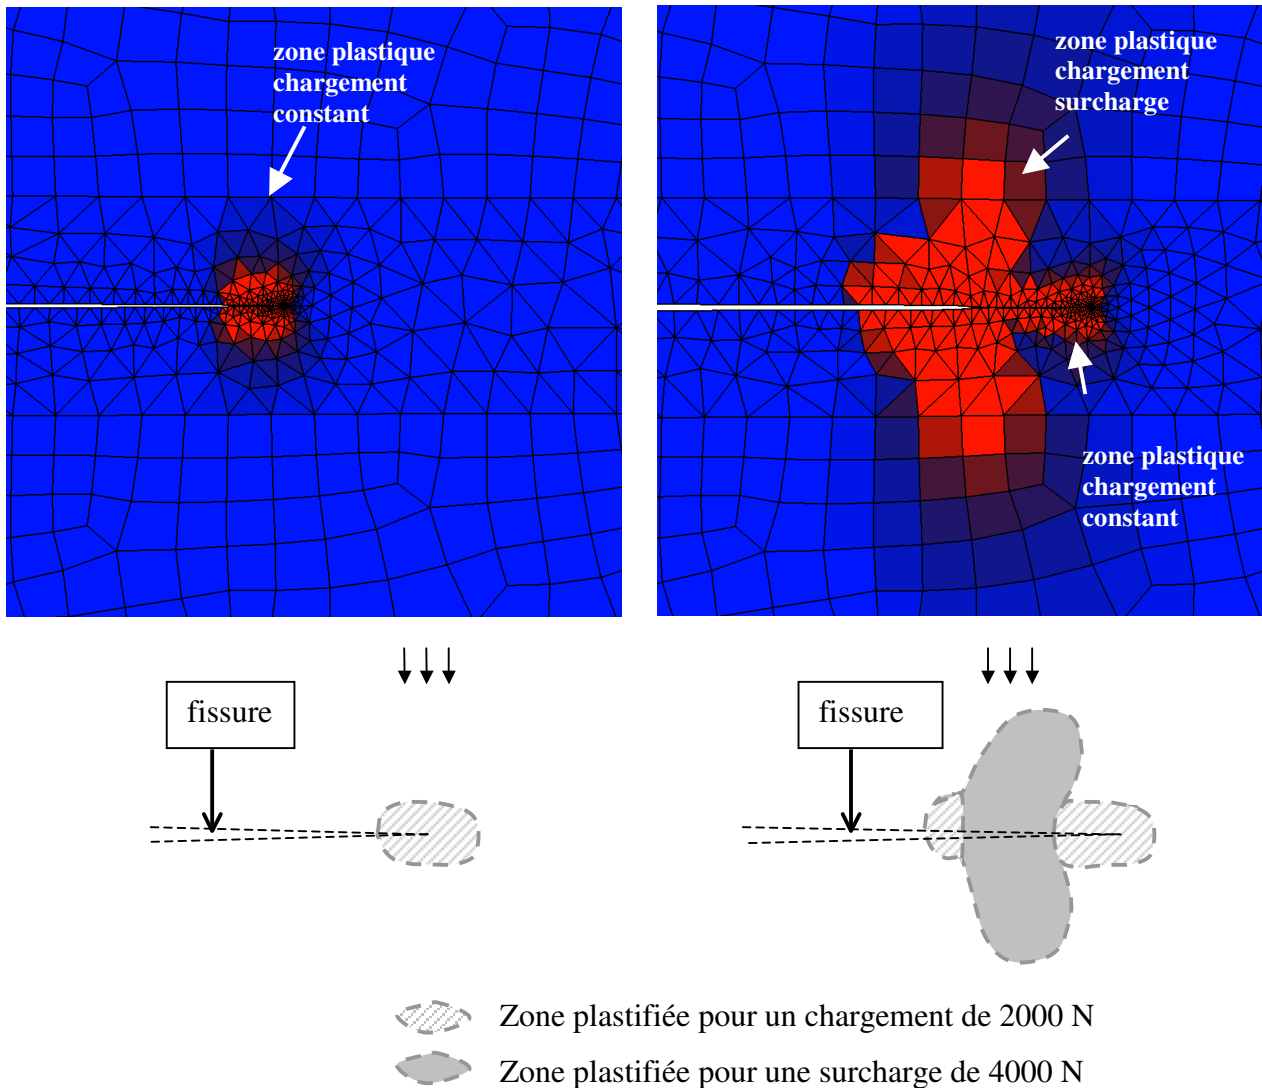 zone plastique
chargement
constant
zone plastique
chargement
surcharge
zone plastique
chargement
constant
fissure
fissure
Zone plastifiée pour un chargement de 2000 N
Zone plastifiée pour une surcharge de 4000 N